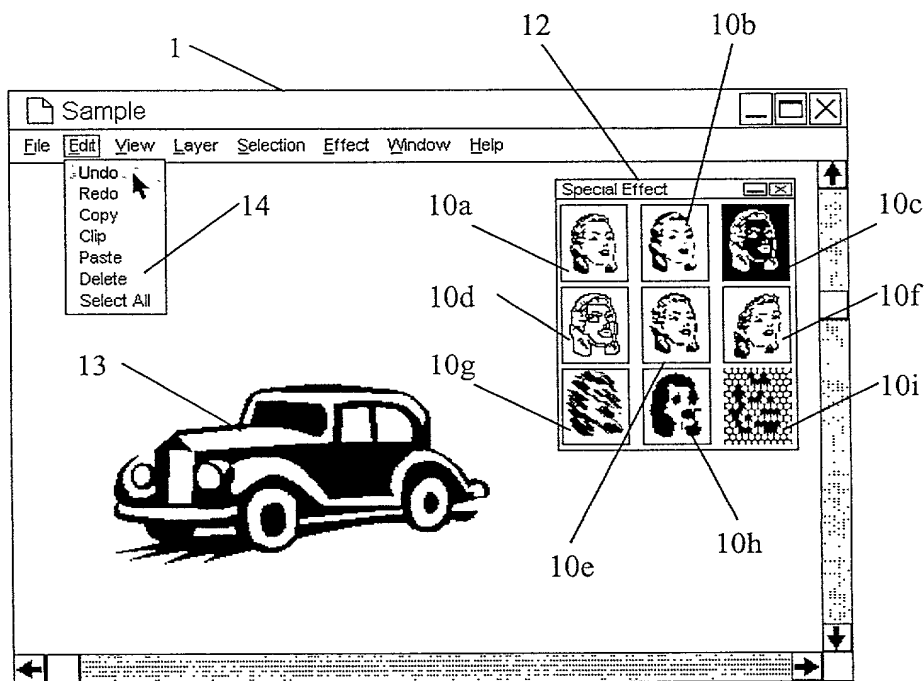 12 10b
1
Sample
File Edit View Layer Selection Effect Window Help
Undo
Redo
Copy
Clip
Paste
Delete
Select All
14
Special Effect
10a
10c
10d
10f
13
10g
10i
10e
10h